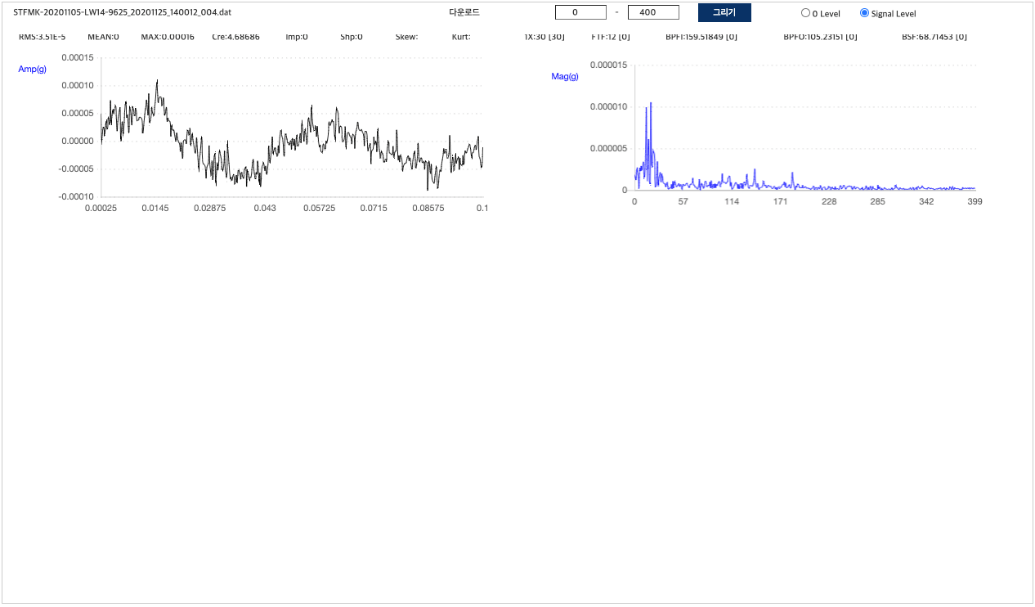 STFMK-20201105-LW14-9625_20201125_140012_004.dat 다운로드 0 - 400 그리기 0 Level Signal Level
RMS:3.51E-5 MEAN:0 MAX:0.00016 Cre:4.68686 Imp:0 Shp:0 Skew: Kurt: 1X:30 [30] FTF:12 [0] BPFI:159.51849 [0] BPFO:105.23151 [0] BSF:68.71453 [0]
Amp(g)
0.00015
0.00010
0.00005
0.00000
-0.00005
-0.00010
0.00025 0.0145 0.02875 0.043 0.05725 0.0715 0.08575 0.1
Mag(g)
0.000015
0.000010
0.000005
0
0 57 114 171 228 285 342 399